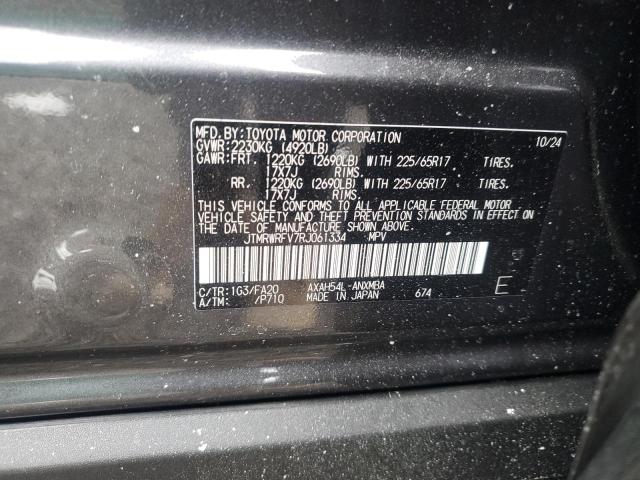 MFD. BY: TOYOTA MOTOR CORPORATION 10/24
GVWR: 2230KG (4920LB)
GAWR: FRT. 1220KG (2690LB) WITH 225/65R17 TIRES.
17X7J RIMS.
RR. 1220KG (2690LB) WITH 225/65R17 TIRES.
17X7J RIMS.
THIS VEHICLE CONFORMS TO ALL APPLICABLE FEDERAL MOTOR
VEHICLE SAFETY AND THEFT PREVENTION STANDARDS IN EFFECT ON
THE DATE OF MANUFACTURE SHOWN ABOVE.
JTMRWRFV7RJ061334 MPV
C/TR: 1G3/FA20 AXAH54L-ANXMBA E
A/TM: /P710 MADE IN JAPAN 674